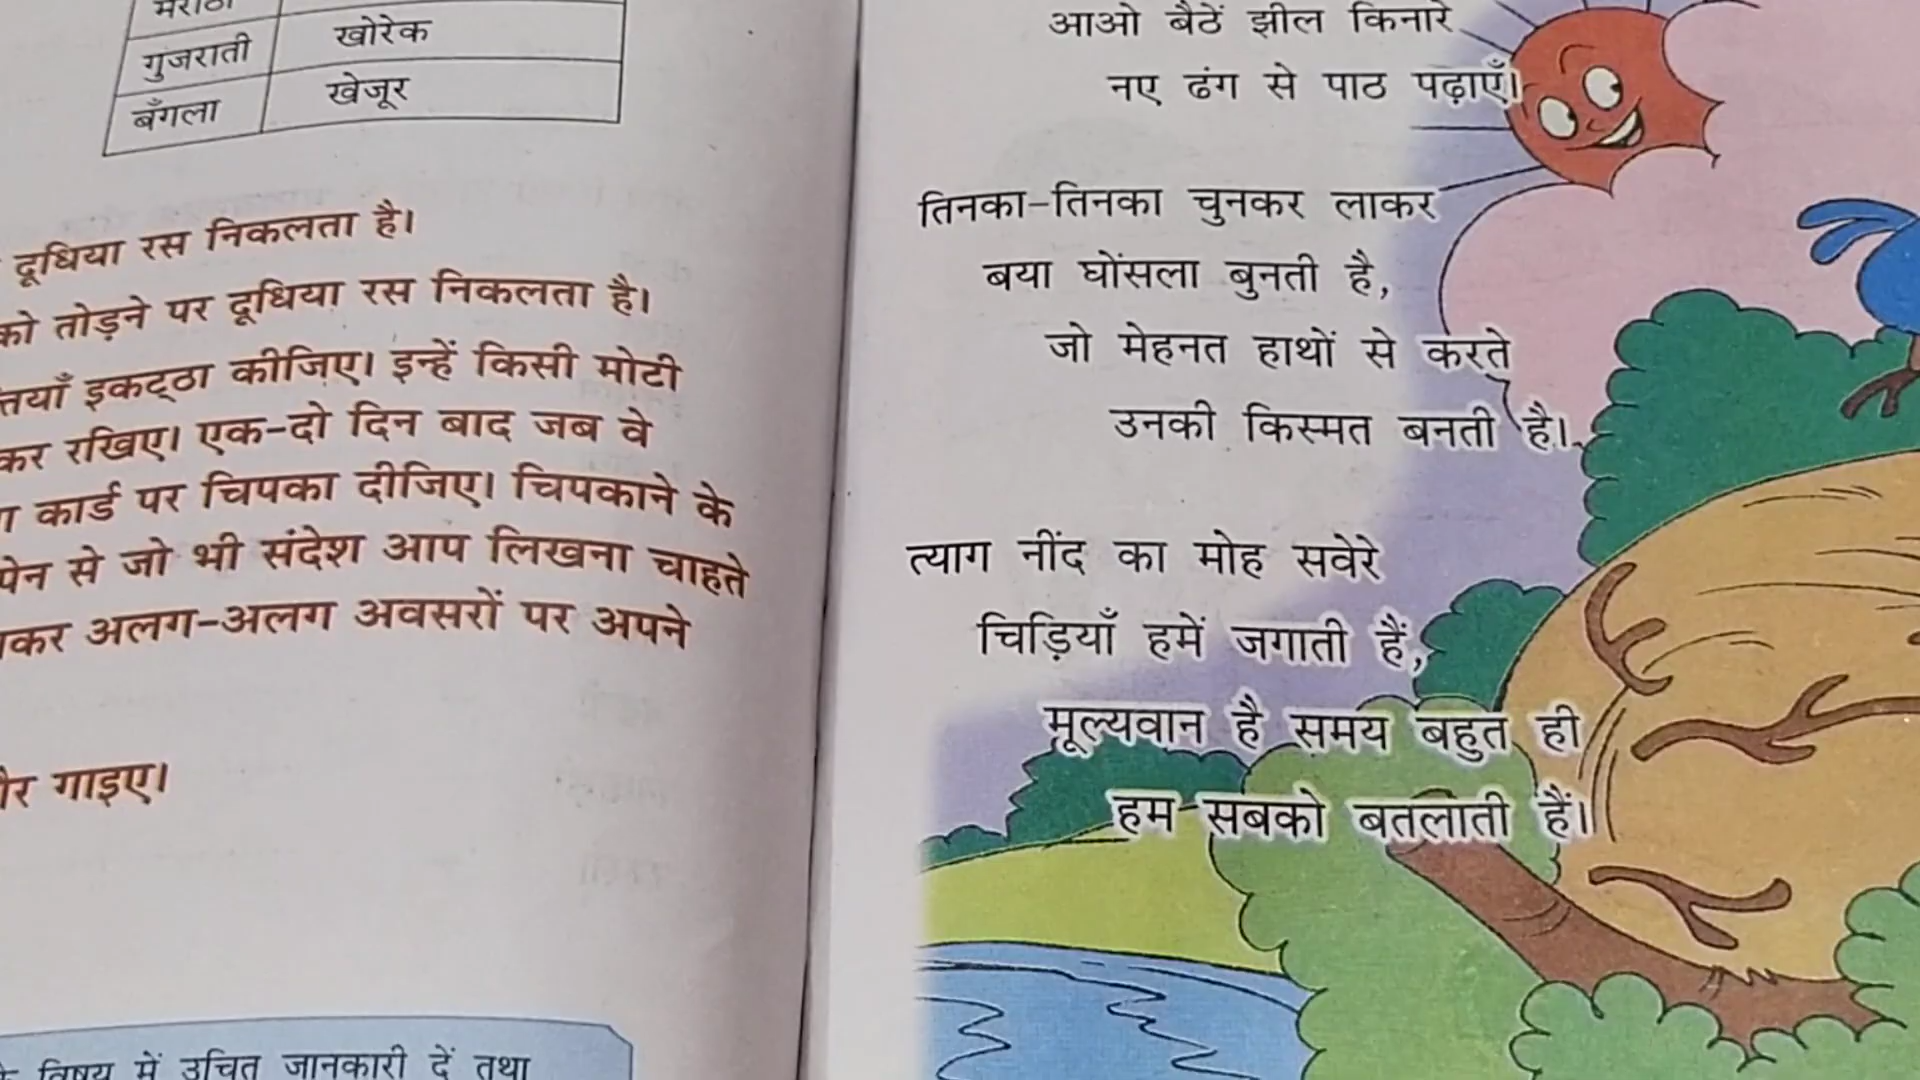 मराठी
गुजराती खोरेक
बँगला खेजूर
दूधिया रस निकलता है।
को तोड़ने पर दूधिया रस निकलता है।
इकट्ठा कीजिए। इन्हें किसी मोटी
कर रखिए। एक-दो दिन बाद जब वे
कार्ड पर चिपका दीजिए। चिपकाने के
पेन से जो भी संदेश आप लिखना चाहते
अलग-अलग अवसरों पर अपने
गाइए।
विषय में उचित जानकारी दें तथा
आओ बैठें झील किनारे
नए ढंग से पाठ पढ़ाएँ।
तिनका-तिनका चुनकर लाकर
बया घोंसला बुनती है,
जो मेहनत हाथों से करते
उनकी किस्मत बनती है।
त्याग नींद का मोह सवेरे
चिड़ियाँ हमें जगाती हैं,
मूल्यवान है समय बहुत ही
हम सबको बतलाती हैं।